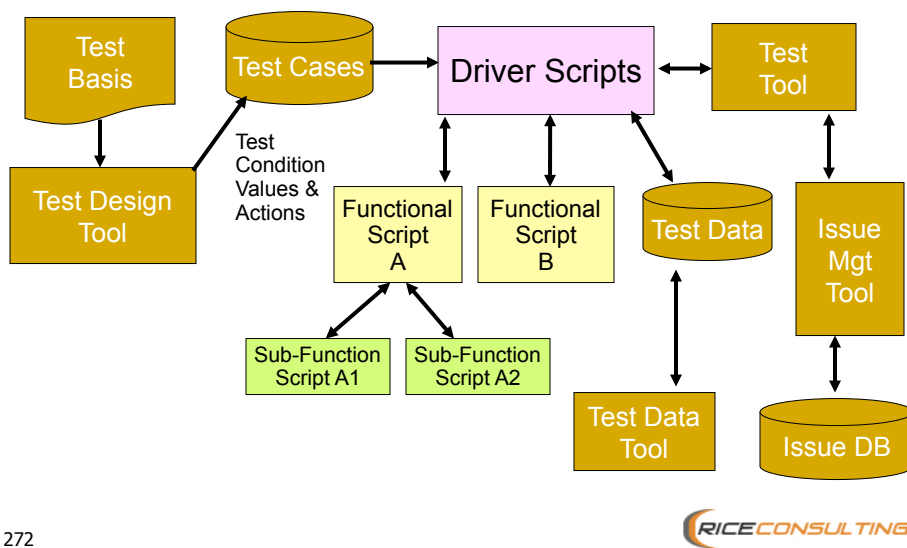 Test
Basis
Test Cases
Driver Scripts
Test
Tool
Test
Condition
Values &
Actions
Test Design
Tool
Functional
Script
A
Functional
Script
B
Test Data
Issue
Mgt
Tool
Sub-Function
Script A1
Sub-Function
Script A2
Test Data
Tool
Issue DB
272
RICECONSULTING